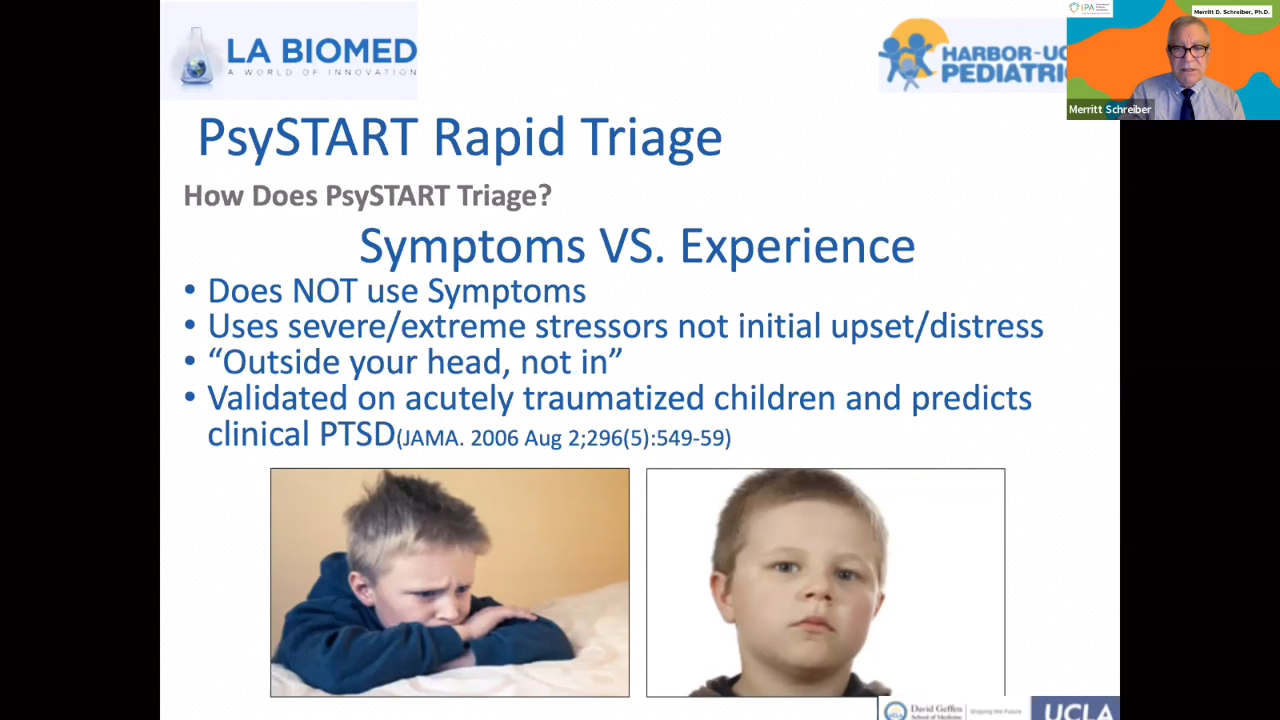 LA BIOMED
A WORLD OF INNOVATION
HARBOR-UC
PEDIATRI
IPA
Merritt D. Schreiber, Ph.D.
Merritt Schreiber
PsySTART Rapid Triage
How Does PsySTART Triage?
Symptoms VS. Experience
• Does NOT use Symptoms
• Uses severe/extreme stressors not initial upset/distress
• “Outside your head, not in”
• Validated on acutely traumatized children and predicts
clinical PTSD(JAMA. 2006 Aug 2;296(5):549-59)
David Geffen
School of Medicine
UCLA